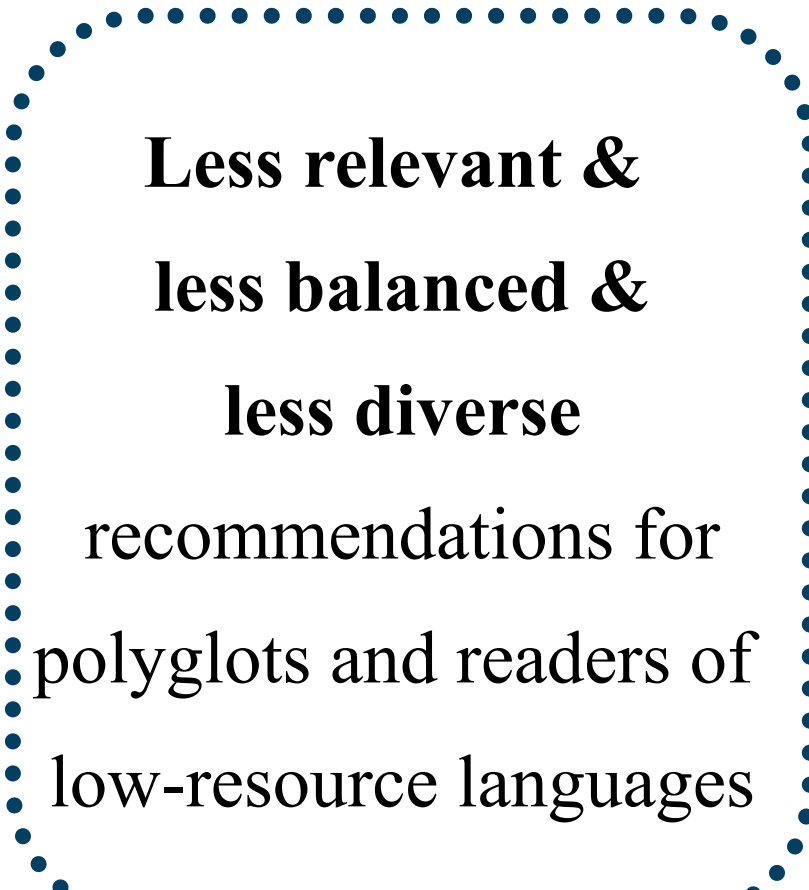 Less relevant &
less balanced &
less diverse
recommendations for
polyglots and readers of
low-resource languages